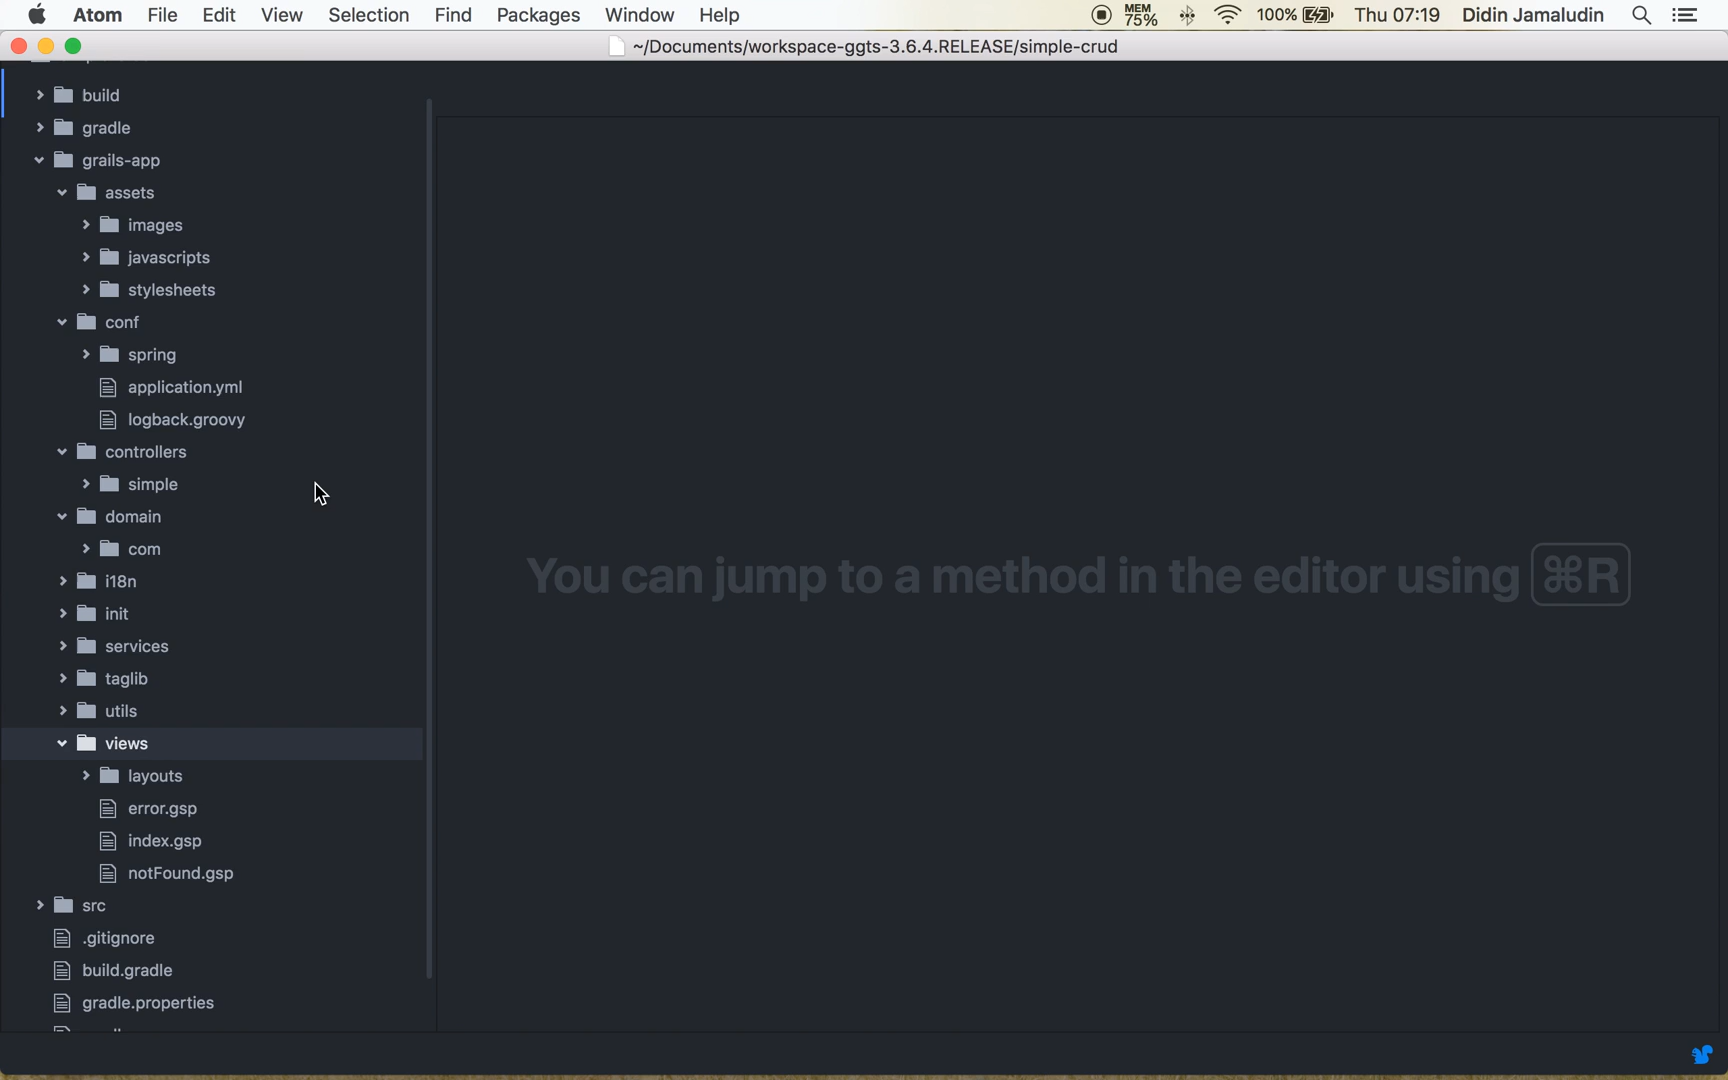 Atom File Edit View Selection Find Packages Window Help MEM 75% 100% Thu 07:19 Didin Jamaludin
~/Documents/workspace-ggts-3.6.4.RELEASE/simple-crud
build
gradle
grails-app
assets
images
javascripts
stylesheets
conf
spring
application.yml
logback.groovy
controllers
simple
domain
com
You can jump to a method in the editor using ⌘R
i18n
init
services
taglib
utils
views
layouts
error.gsp
index.gsp
notFound.gsp
src
.gitignore
build.gradle
gradle.properties